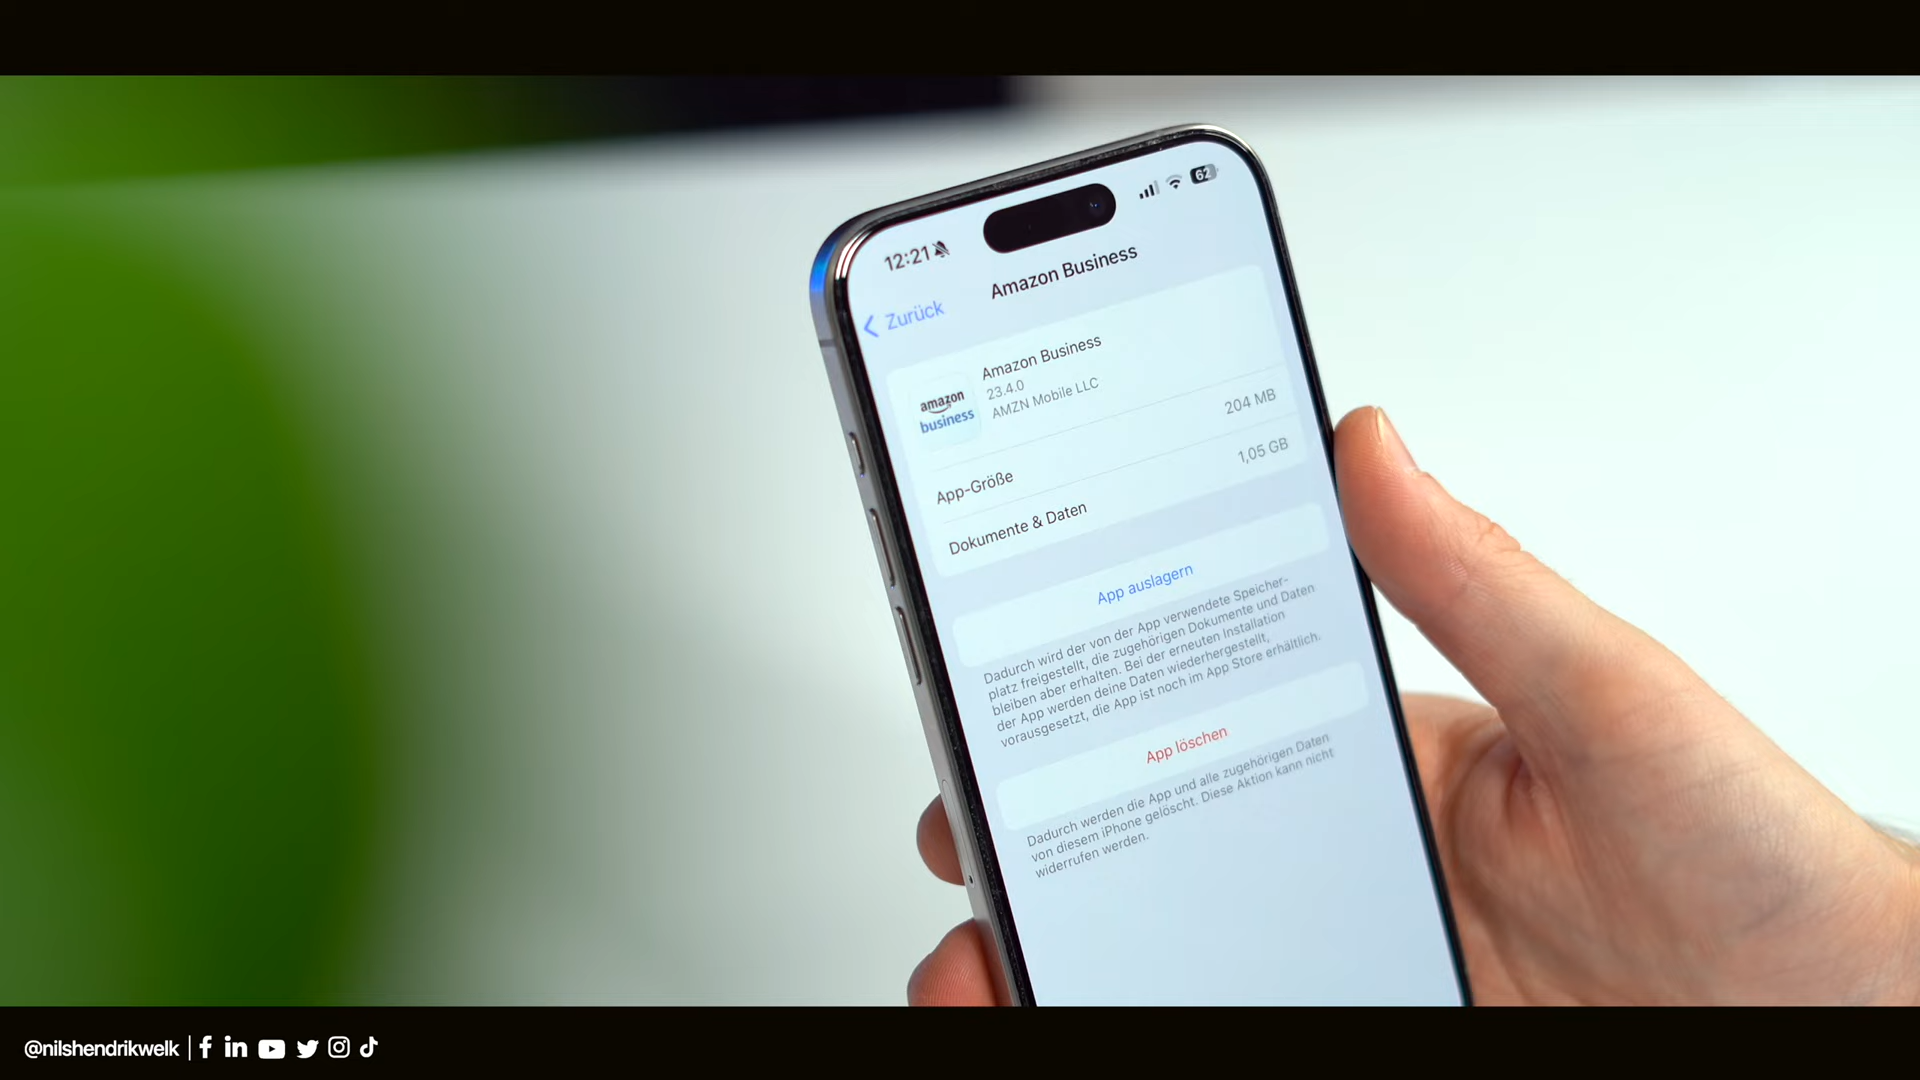 12:21
62
Zurück
Amazon Business
amazon
business
Amazon Business
23.4.0
AMZN Mobile LLC
App-Größe
204 MB
Dokumente & Daten
1,05 GB
App auslagern
Dadurch wird der von der App verwendete Speicher-
platz freigestellt, die zugehörigen Dokumente und Daten
bleiben aber erhalten. Bei der erneuten Installation
der App werden deine Daten wiederhergestellt,
vorausgesetzt, die App ist noch im App Store erhältlich.
App löschen
Dadurch werden die App und alle zugehörigen Daten
von diesem iPhone gelöscht. Diese Aktion kann nicht
widerrufen werden.
@nilshendrikwelk